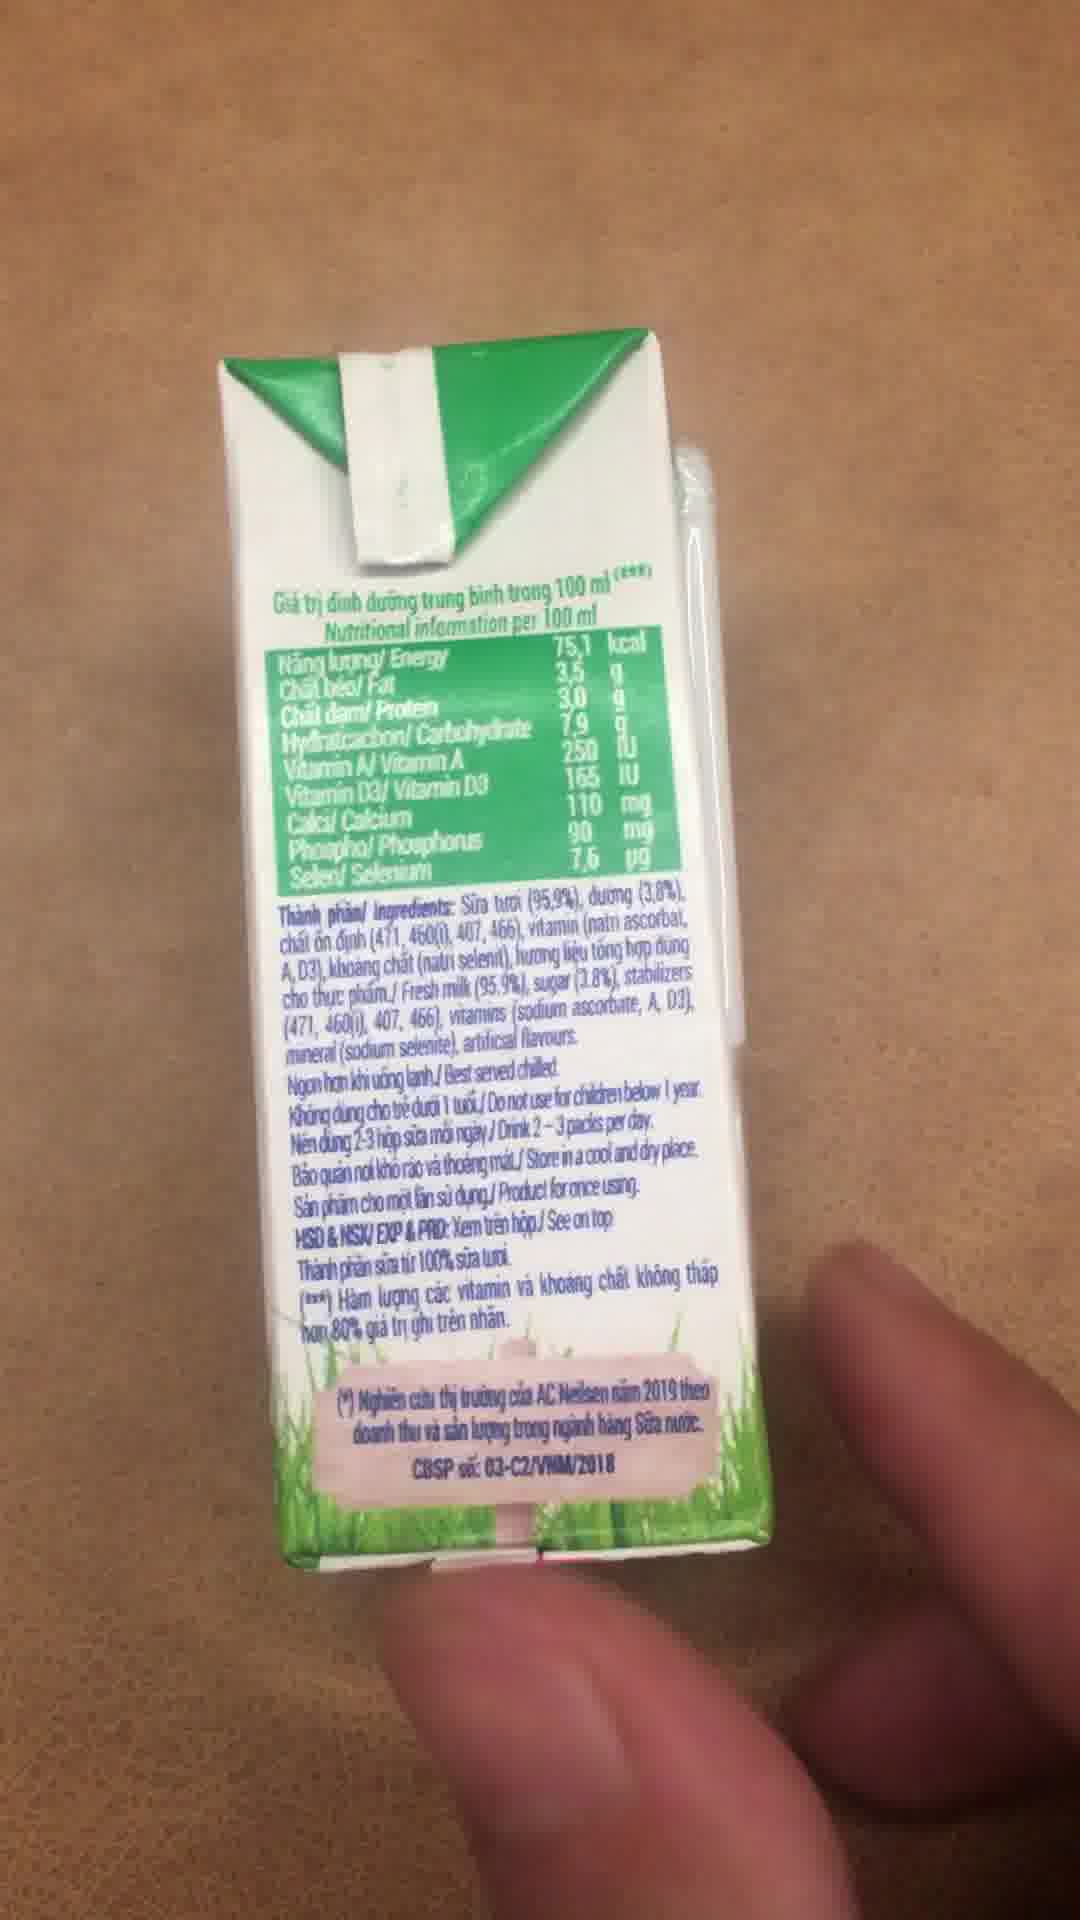 Giá trị dinh dưỡng trung bình trong 100 ml (***)
Nutritional information per 100 ml
Năng lượng/ Energy 75,1 kcal
Chất béo/ Fat 3,5 g
Chất đạm/ Protein 3,0 g
Hydratcacbon/ Carbohydrate 7,9 g
Vitamin A/ Vitamin A 250 IU
Vitamin D3/ Vitamin D3 165 IU
Calci/ Calcium 110 mg
Phospho/ Phosphorus 90 mg
Selen/ Selenium 7,6 µg
Thành phần/ Ingredients: Sữa tươi (95,9%), đường (3,8%),
chất ổn định (471, 460(i), 407, 466), vitamin (natri ascorbat,
A, D3), khoáng chất (natri selenit), hương liệu tổng hợp dùng
cho thực phẩm./ Fresh milk (95.9%), sugar (3.8%), stabilizers
(471, 460(i), 407, 466), vitamins (sodium ascorbate, A, D3),
mineral (sodium selenite), artificial flavours.
Ngon hơn khi uống lạnh./ Best served chilled.
Không dùng cho trẻ dưới 1 tuổi./ Do not use for children below 1 year.
Nên dùng 2-3 hộp sữa mỗi ngày./ Drink 2 - 3 packs per day.
Bảo quản nơi khô ráo và thoáng mát./ Store in a cool and dry place.
Sản phẩm cho một lần sử dụng./ Product for once using.
HSD & NSX/ EXP & PRD: Xem trên hộp./ See on top.
Thành phần sữa từ 100% sữa tươi.
(***) Hàm lượng các vitamin và khoáng chất không thấp
hơn 80% giá trị ghi trên nhãn.
(*) Nghiên cứu thị trường của AC Neilsen năm 2019 theo
doanh thu và sản lượng trong ngành hàng Sữa nước.
CBSP số: 03-C2/VNM/2018